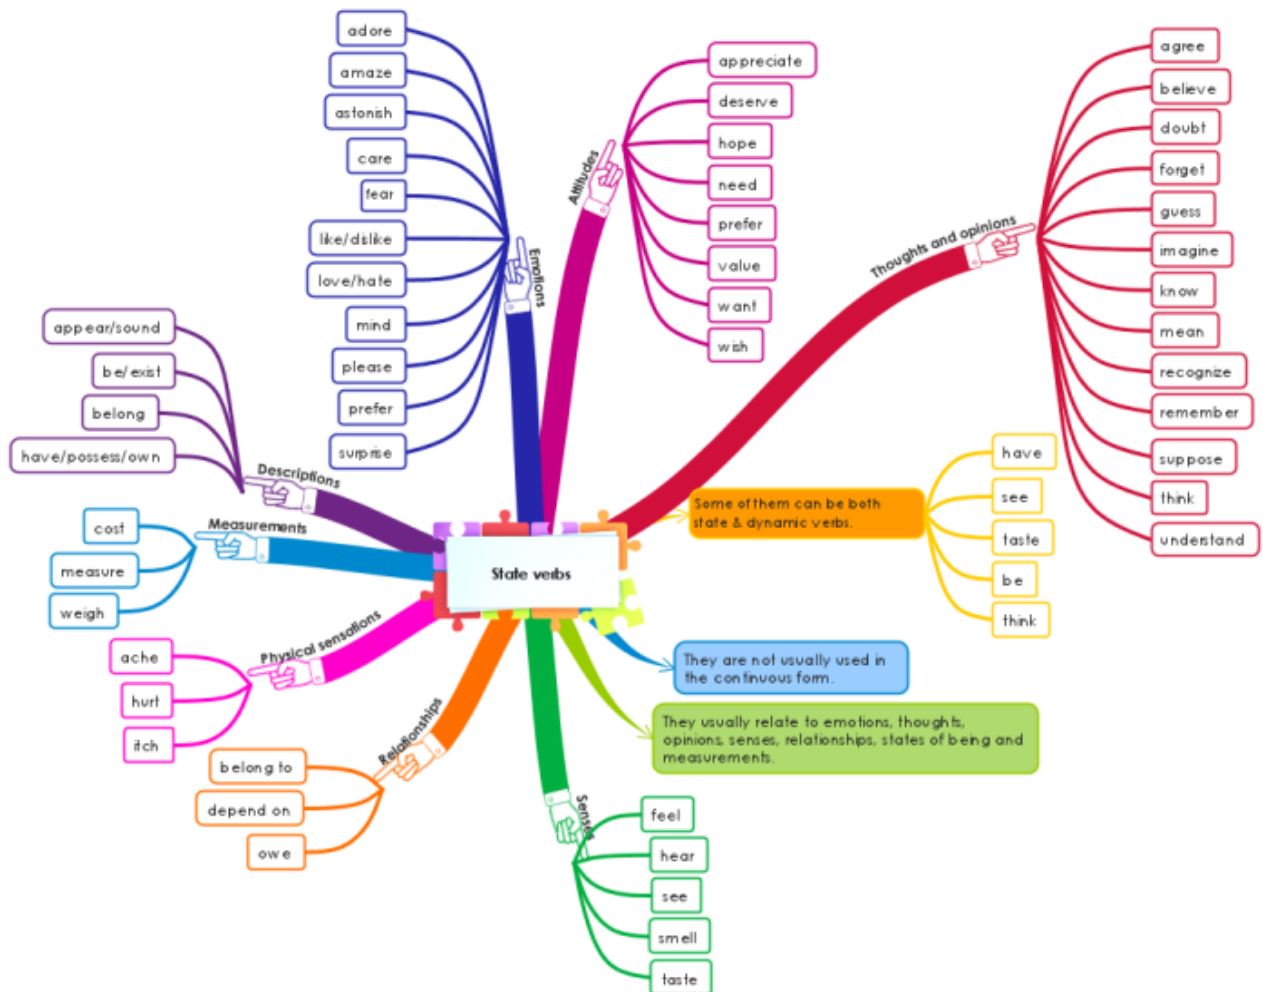 State verbs
Emotions
adore
amaze
astonish
care
fear
like/dislike
love/hate
mind
please
prefer
surprise
Attitudes
appreciate
deserve
hope
need
prefer
value
want
wish
Thoughts and opinions
agree
believe
doubt
forget
guess
imagine
know
mean
recognize
remember
suppose
think
understand
Some of them can be both
state & dynamic verbs.
have
see
taste
be
think
They are not usually used in
the continuous form.
They usually relate to emotions, thoughts,
opinions, senses, relationships, states of being and
measurements.
Senses
feel
hear
see
smell
taste
Relationships
belong to
depend on
owe
Physical sensations
ache
hurt
itch
Measurements
cost
measure
weigh
Descriptions
appear/sound
be/exist
belong
have/possess/own